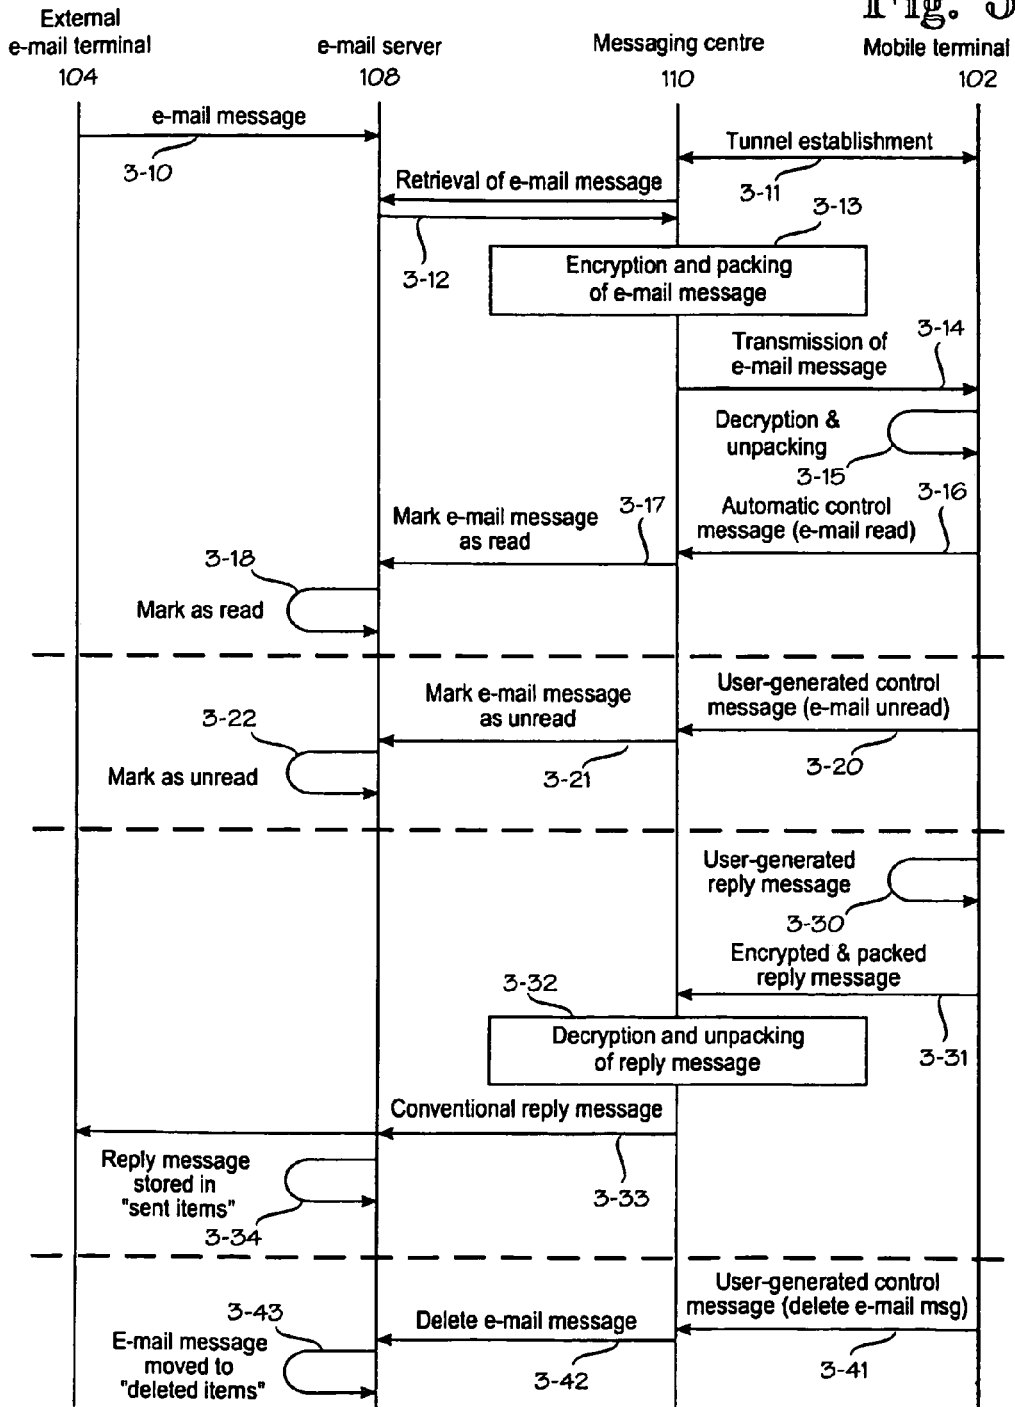 Fig. 3
External
e-mail terminal
104
e-mail server
108
Messaging centre
110
Mobile terminal
102
e-mail message
3-10
Tunnel establishment
3-11
Retrieval of e-mail message
3-12
3-13
Encryption and packing
of e-mail message
3-14
Transmission of
e-mail message
Decryption &
unpacking
3-15
3-16
Automatic control
message (e-mail read)
3-17
Mark e-mail message
as read
3-18
Mark as read
User-generated control
message (e-mail unread)
3-20
Mark e-mail message
as unread
3-21
3-22
Mark as unread
User-generated
reply message
3-30
Encrypted & packed
reply message
3-31
3-32
Decryption and unpacking
of reply message
Conventional reply message
3-33
Reply message
stored in
"sent items"
3-34
User-generated control
message (delete e-mail msg)
3-41
Delete e-mail message
3-42
3-43
E-mail message
moved to
"deleted items"